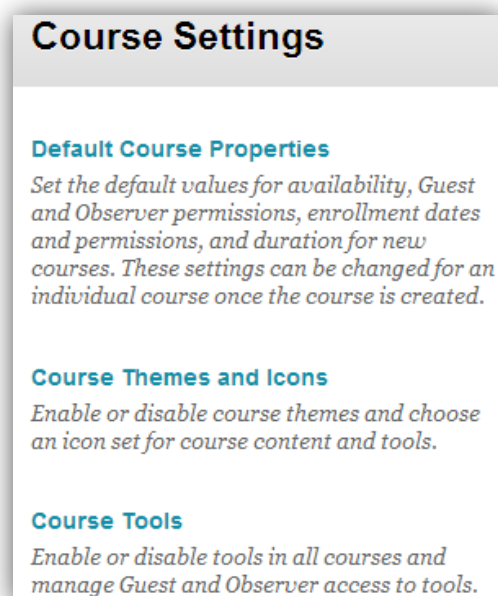 Course Settings
Default Course Properties
Set the default values for availability, Guest
and Observer permissions, enrollment dates
and permissions, and duration for new
courses. These settings can be changed for an
individual course once the course is created.
Course Themes and Icons
Enable or disable course themes and choose
an icon set for course content and tools.
Course Tools
Enable or disable tools in all courses and
manage Guest and Observer access to tools.